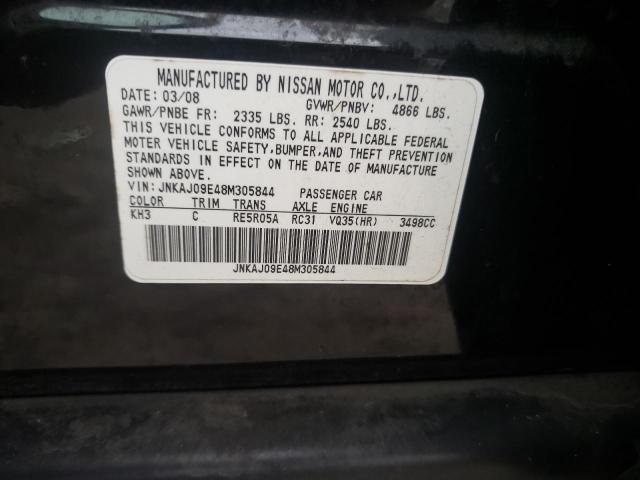 MANUFACTURED BY NISSAN MOTOR CO.,LTD.
DATE: 03/08 GVWR/PNBV: 4866 LBS.
GAWR/PNBE FR: 2335 LBS. RR: 2540 LBS.
THIS VEHICLE CONFORMS TO ALL APPLICABLE FEDERAL
MOTER VEHICLE SAFETY,BUMPER,AND THEFT PREVENTION
STANDARDS IN EFFECT ON THE DATE OF MANUFACTURE
SHOWN ABOVE.
VIN: JNKAJ09E48M305844 PASSENGER CAR
COLOR TRIM TRANS AXLE ENGINE
KH3 C RE5R05A RC31 VQ35(HR) 3498CC
JNKAJ09E48M305844